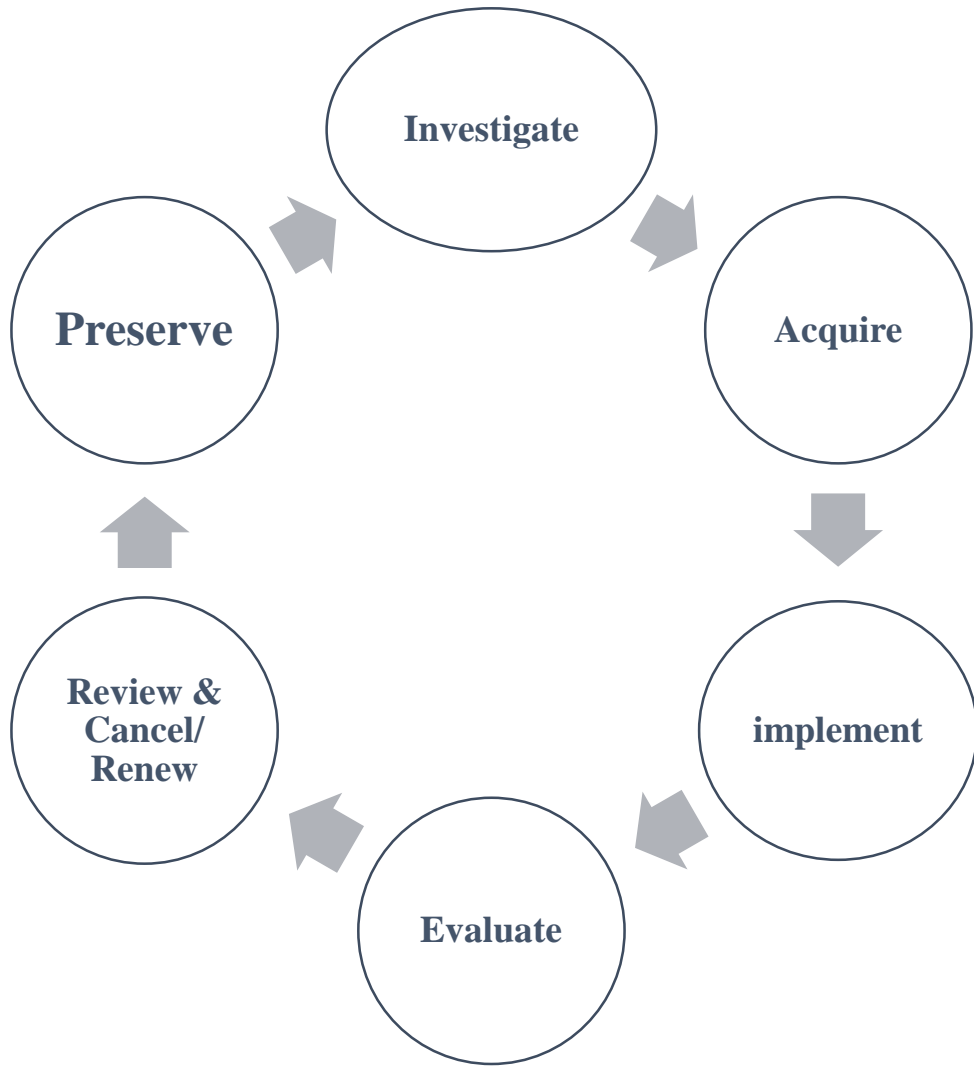 Investigate
Acquire
implement
Evaluate
Review &
Cancel/
Renew
Preserve